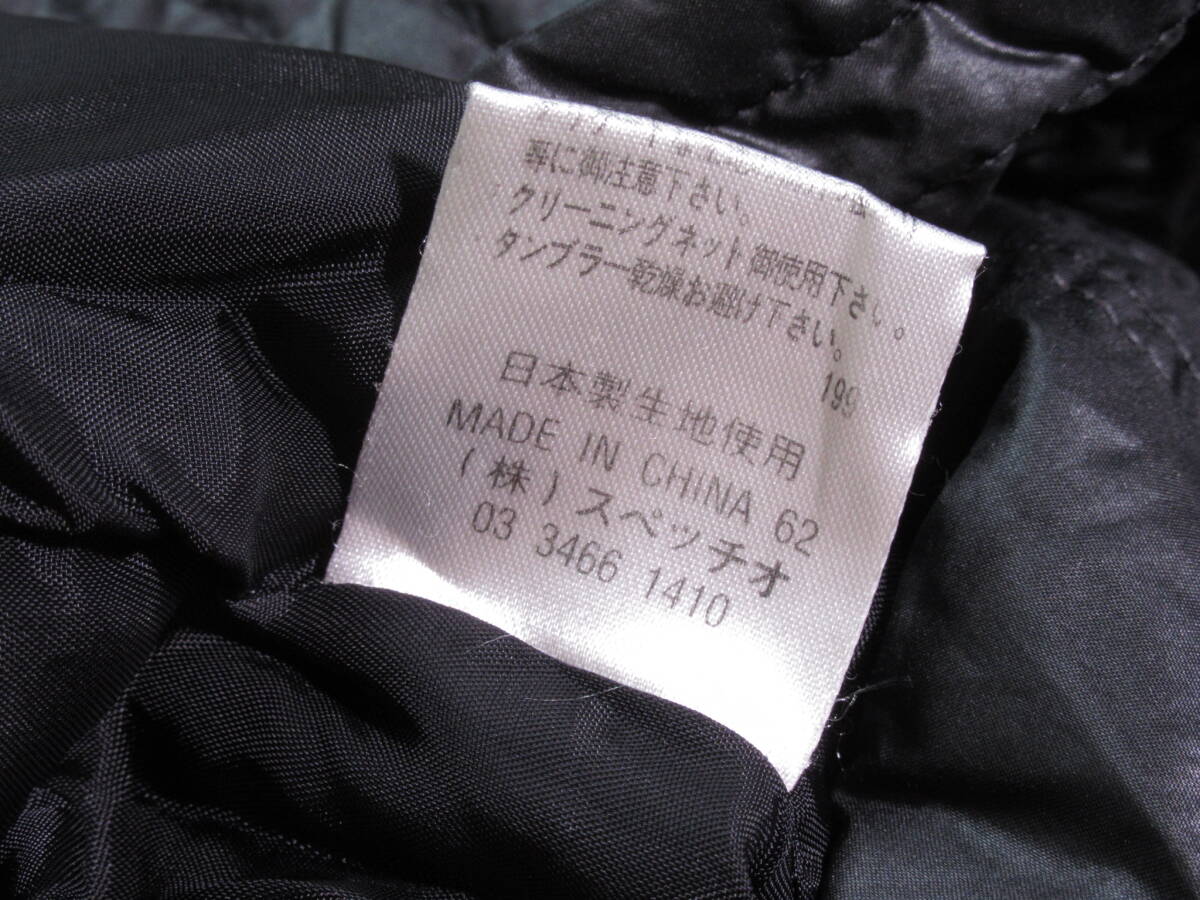 等に御注意下さい。
クリーニングネット御使用下さい。
タンブラー乾燥お避け下さい。
199
日本製生地使用
MADE IN CHINA 62
(株)スペッチオ
03 3466 1410